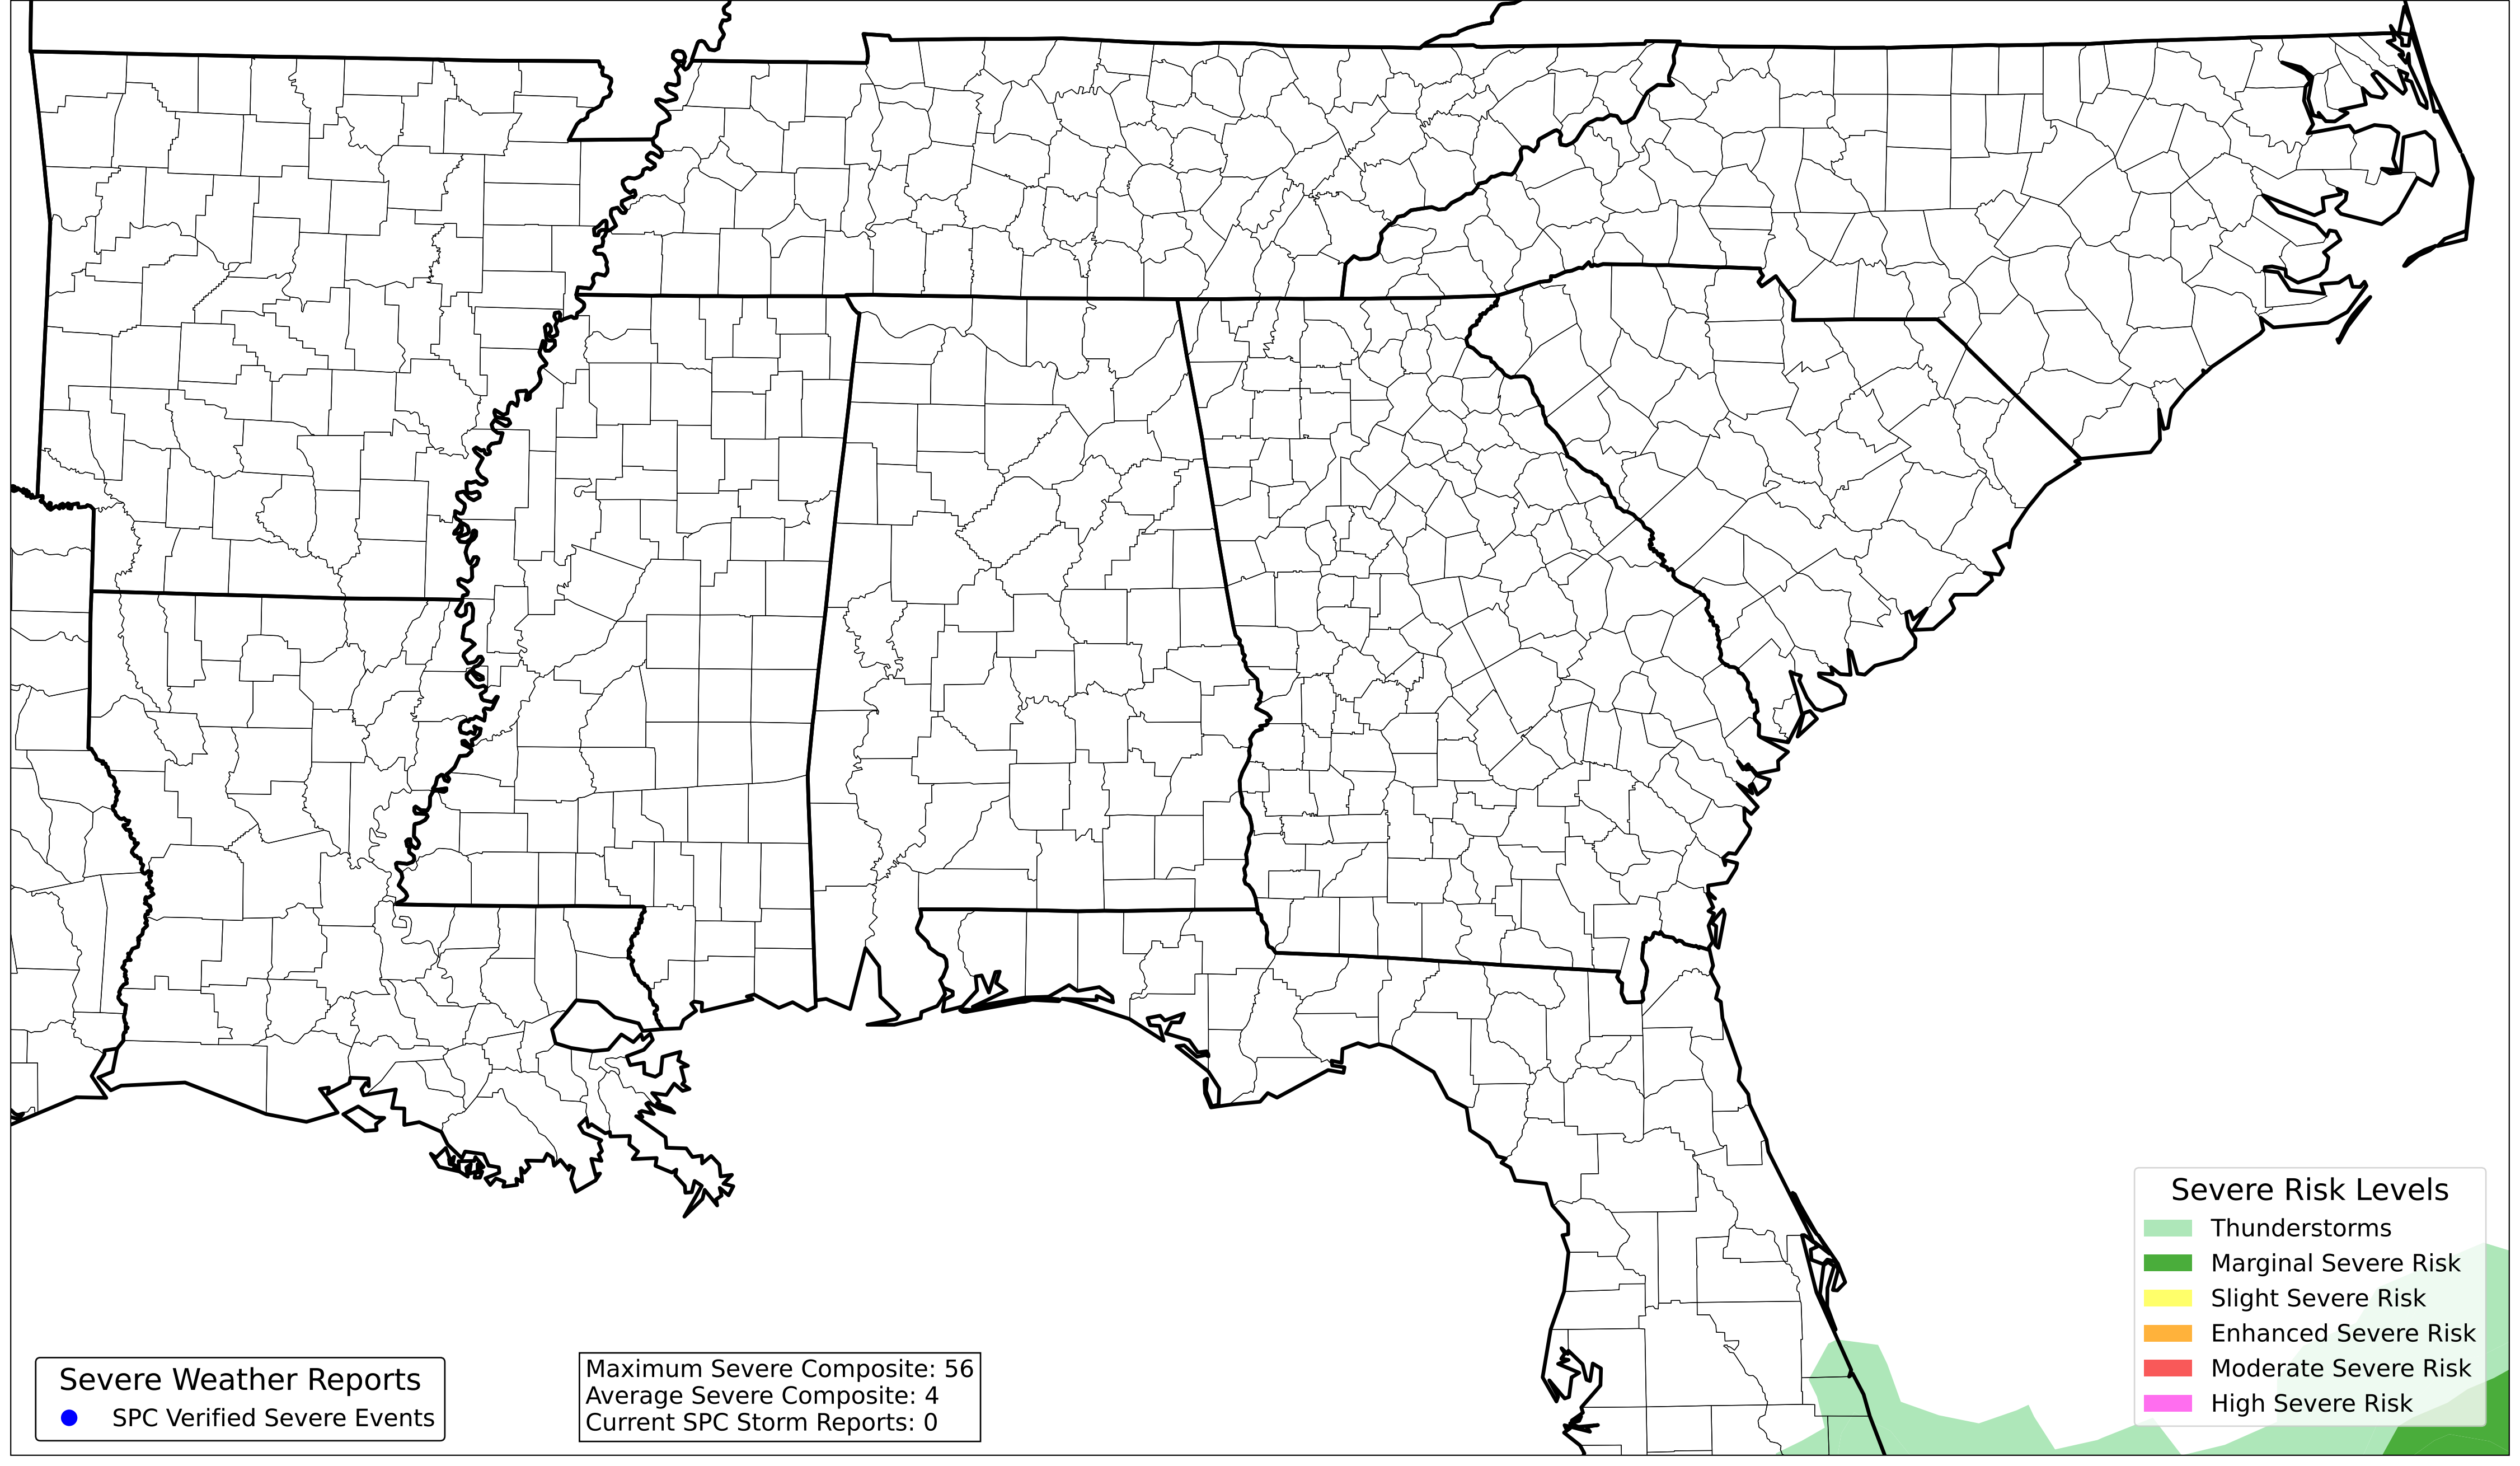 Severe Risk Levels
Thunderstorms
Marginal Severe Risk
Slight Severe Risk
Enhanced Severe Risk
Moderate Severe Risk
High Severe Risk
Severe Weather Reports
SPC Verified Severe Events
Maximum Severe Composite: 56
Average Severe Composite: 4
Current SPC Storm Reports: 0